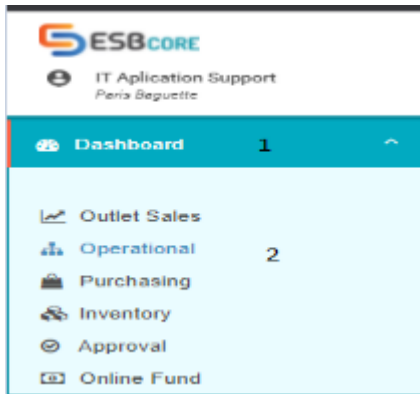 ESBCORE
IT Aplication Support
Paris Baguette
Dashboard 1
Outlet Sales
Operational 2
Purchasing
Inventory
Approval
Online Fund